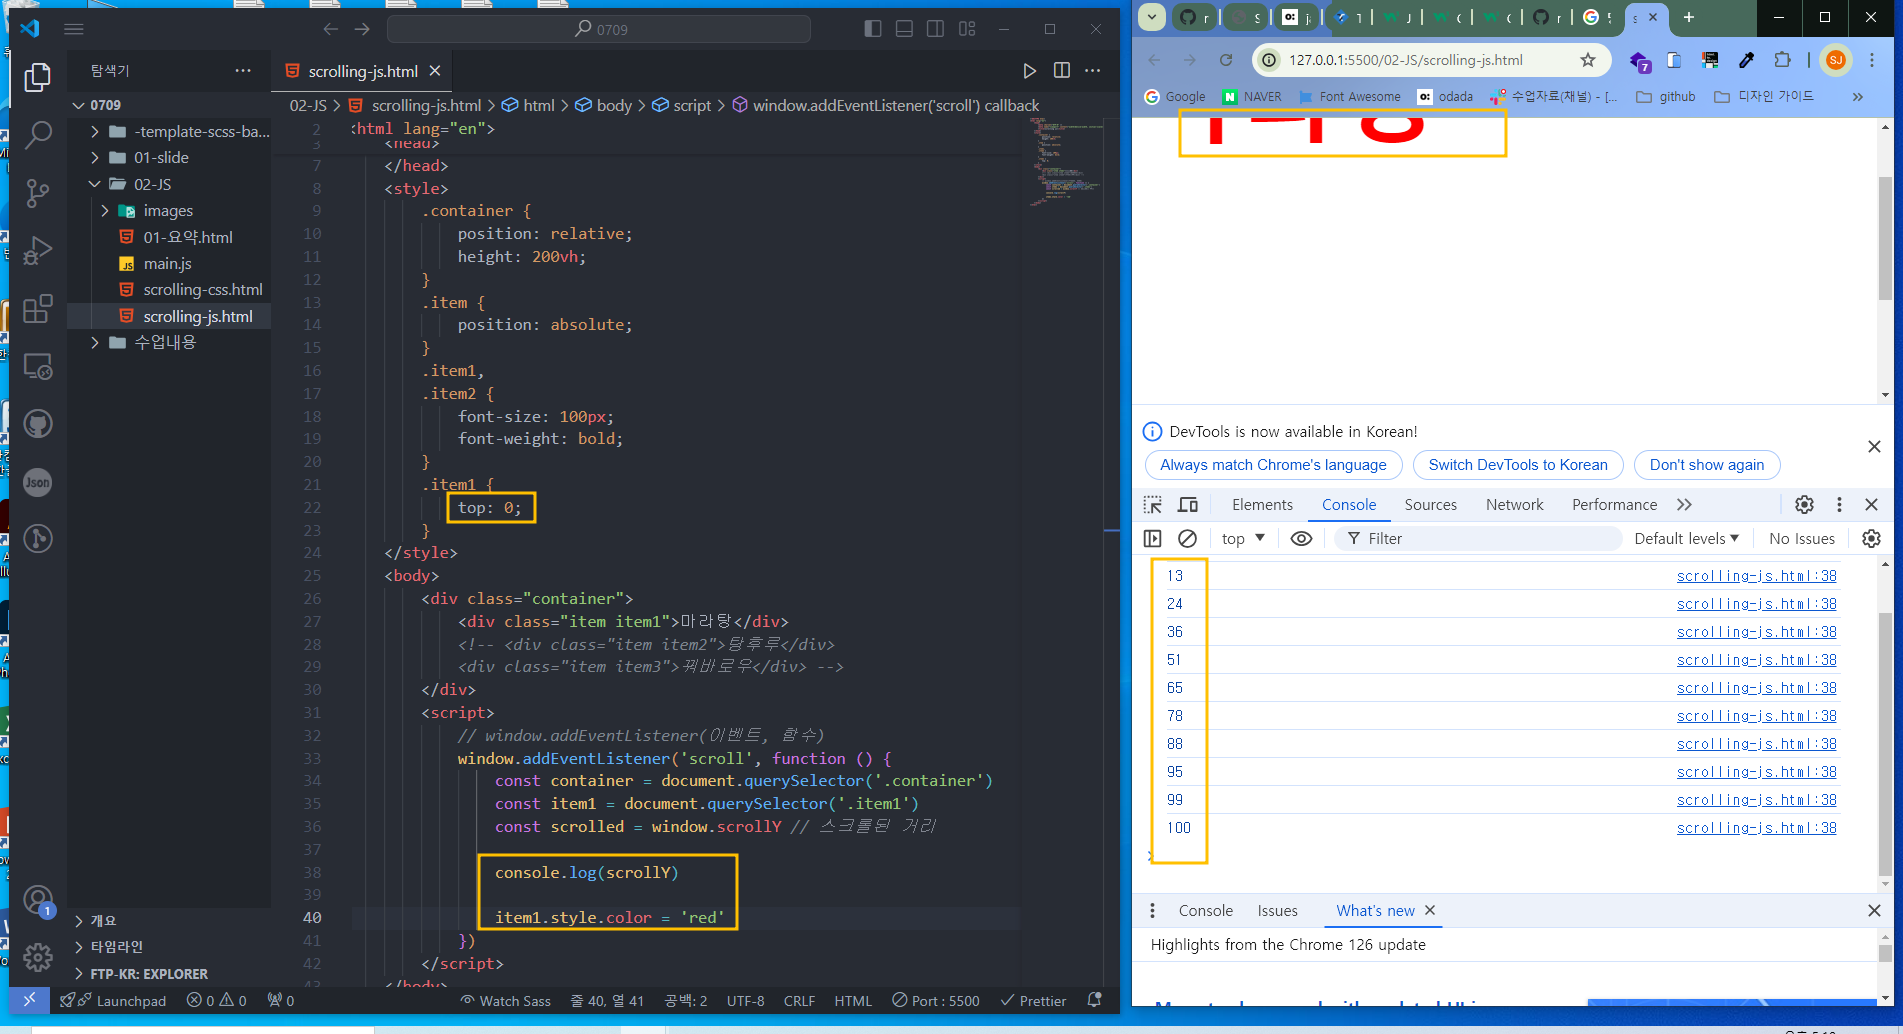 0709
탐색기
scrolling-js.html
0709
-template-scss-ba...
01-slide
02-JS
images
01-요약.html
main.js
scrolling-css.html
scrolling-js.html
수업내용
개요
타임라인
FTP-KR: EXPLORER
02-JS > scrolling-js.html > html > body > script > window.addEventListener('scroll') callback
2 <html lang="en">
3 <head>
7 </head>
8 <style>
9 .container {
10 position: relative;
11 height: 200vh;
12 }
13 .item {
14 position: absolute;
15 }
16 .item1,
17 .item2 {
18 font-size: 100px;
19 font-weight: bold;
20 }
21 .item1 {
22 top: 0;
23 }
24 </style>
25 <body>
26 <div class="container">
27 <div class="item item1">마라탕</div>
28 <!-- <div class="item item2">탕후루</div>
29 <div class="item item3">꿔바로우</div> -->
30 </div>
31 <script>
32 // window.addEventListener(이벤트, 함수)
33 window.addEventListener('scroll', function () {
34 const container = document.querySelector('.container')
35 const item1 = document.querySelector('.item1')
36 const scrolled = window.scrollY // 스크롤된 거리
37
38 console.log(scrollY)
39
40 item1.style.color = 'red'
41 })
42 </script>
43 </body>
Launchpad 0 0 0 Watch Sass 줄 40, 열 41 공백: 2 UTF-8 CRLF HTML Port : 5500 Prettier
127.0.0.1:5500/02-JS/scrolling-js.html
SJ
7
Google NAVER Font Awesome odada 수업자료(채널) - [... github 디자인 가이드
DevTools is now available in Korean!
Always match Chrome's language Switch DevTools to Korean Don't show again
Elements Console Sources Network Performance
top Filter Default levels No Issues
13 scrolling-js.html:38
24 scrolling-js.html:38
36 scrolling-js.html:38
51 scrolling-js.html:38
65 scrolling-js.html:38
78 scrolling-js.html:38
88 scrolling-js.html:38
95 scrolling-js.html:38
99 scrolling-js.html:38
100 scrolling-js.html:38
Console Issues What's new
Highlights from the Chrome 126 update